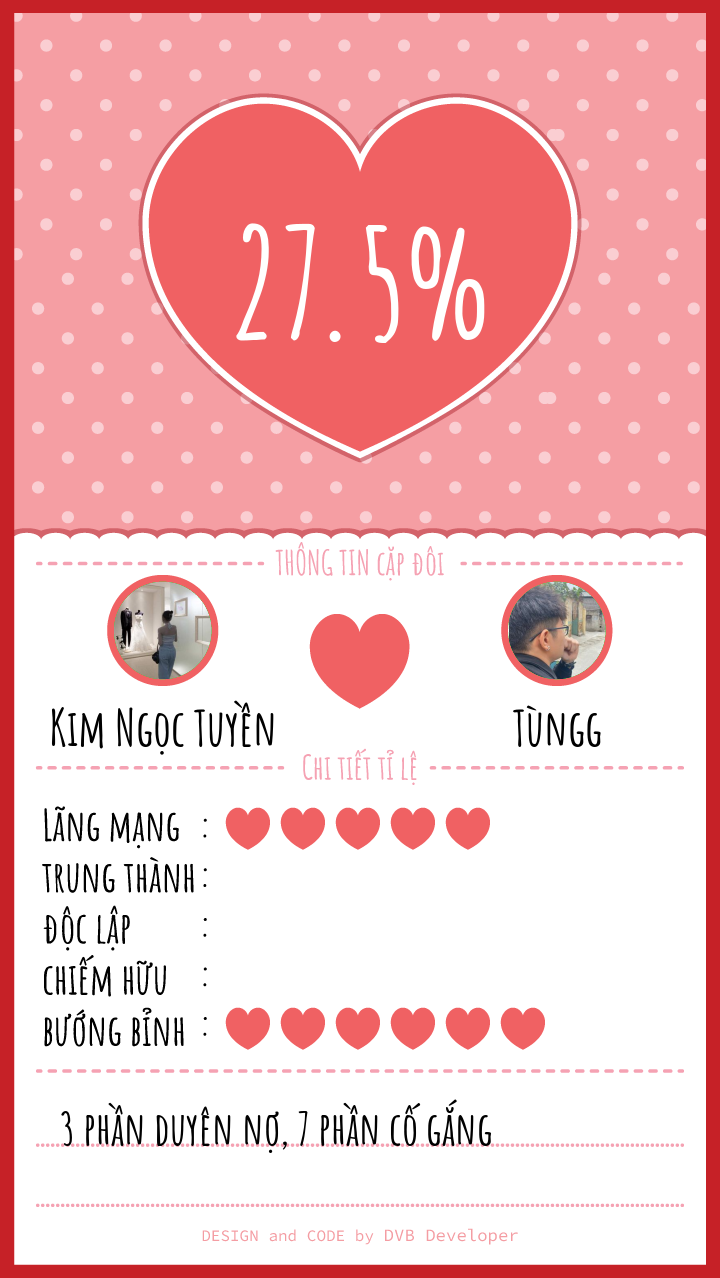 27.5%
THÔNG TIN CẶP ĐÔI
KIM NGỌC TUYỀN
TÙNGG
CHI TIẾT TỈ LỆ
LÃNG MẠNG :
TRUNG THÀNH :
ĐỘC LẬP :
CHIẾM HỮU :
BƯỚNG BỈNH :
3 PHẦN DUYÊN NỢ, 7 PHẦN CỐ GẮNG
DESIGN and CODE by DVB Developer